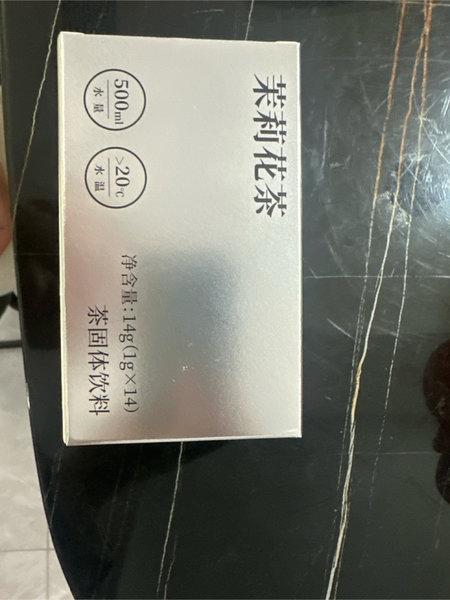 茉莉花茶
500ml
水量
>20℃
水温
净含量:14g(1g×14)
茶固体饮料